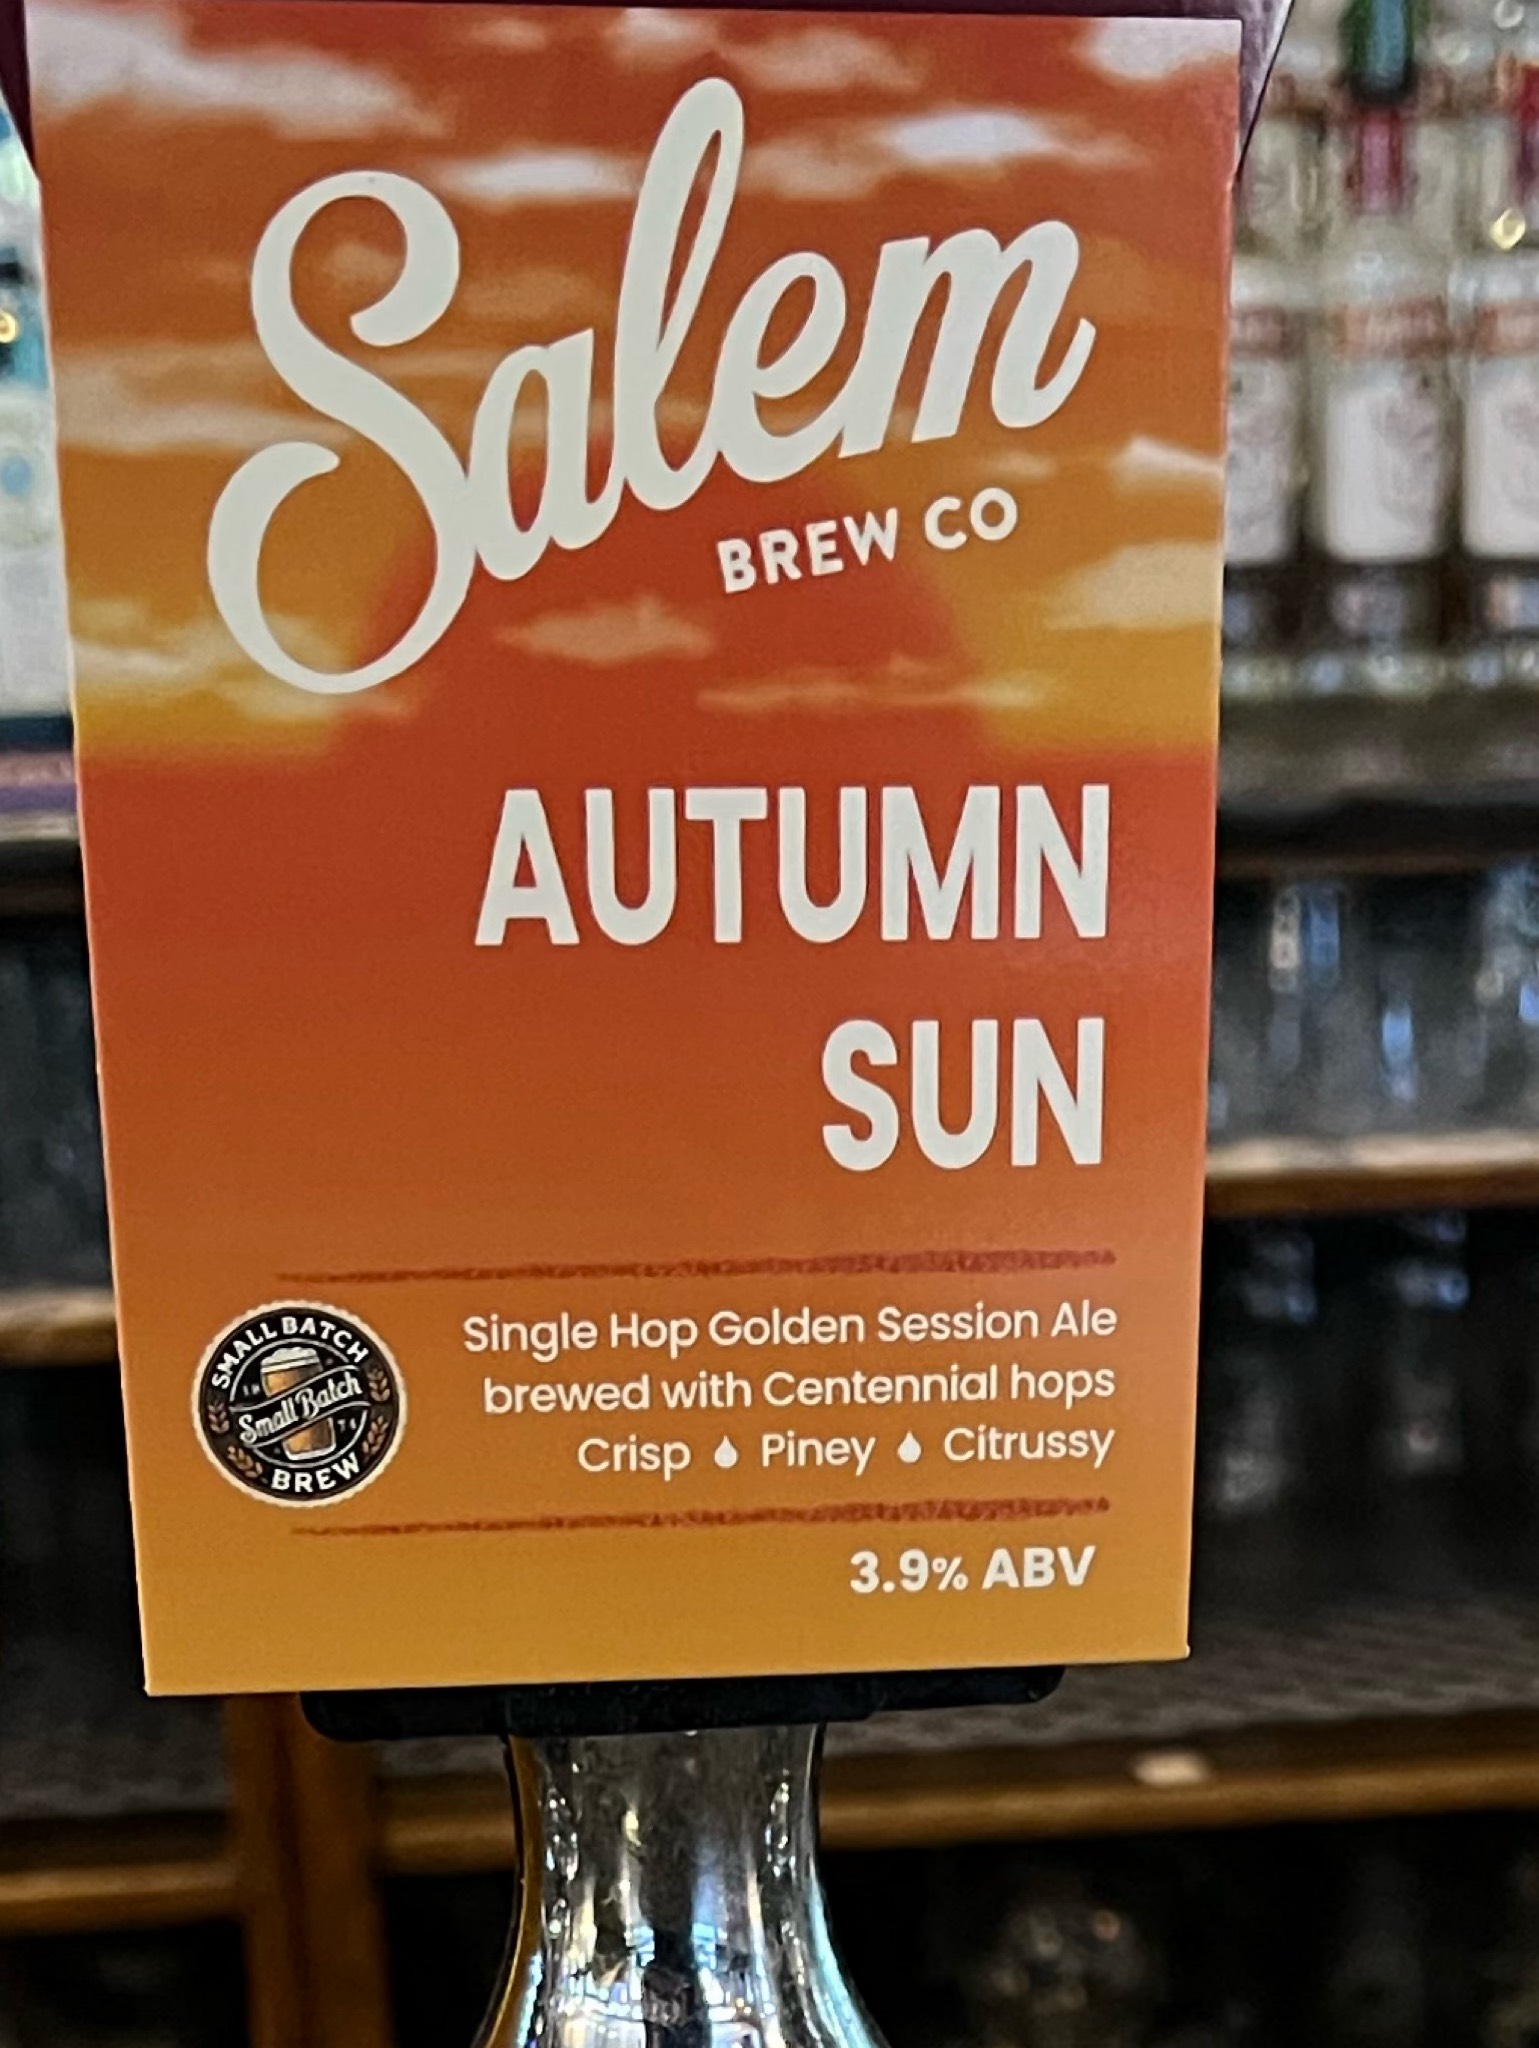 Salem
BREW CO
AUTUMN
SUN
Single Hop Golden Session Ale
brewed with Centennial hops
Crisp Piney Citrussy
SMALL BATCH
Small Batch
BREW
3.9% ABV